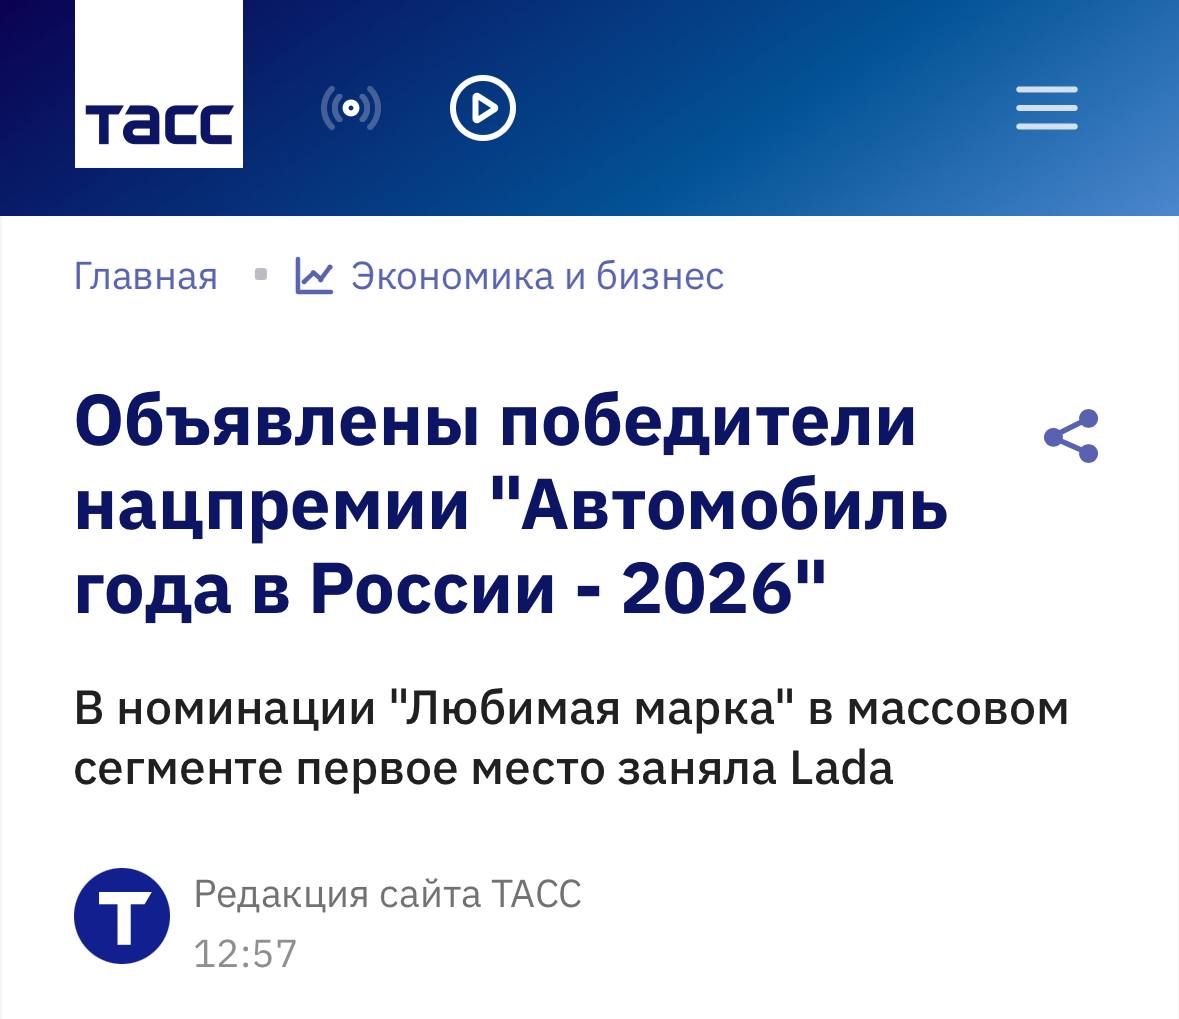 тасс
Главная
Экономика и бизнес
Объявлены победители
нацпремии "Автомобиль
года в России - 2026"
В номинации "Любимая марка" в массовом
сегменте первое место заняла Lada
Т
Редакция сайта ТАСС
12:57